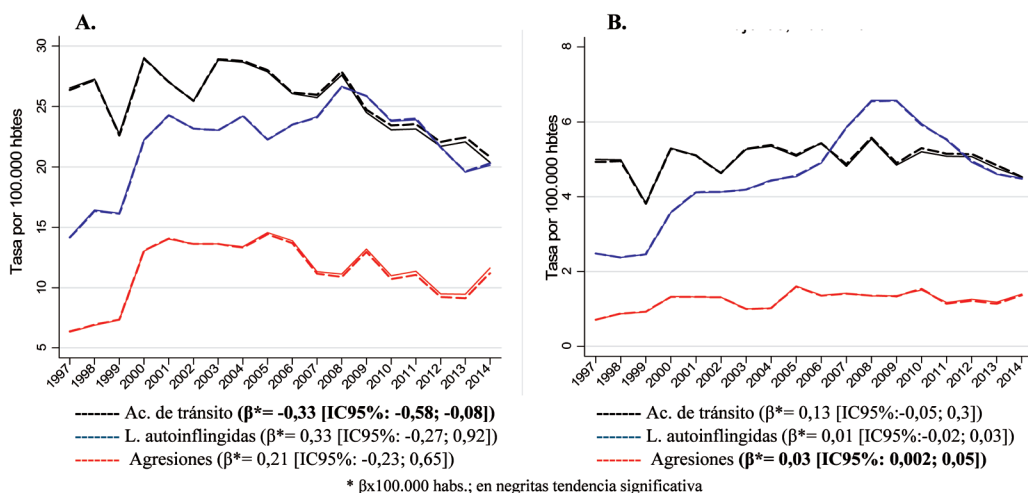 A.
B.
Tasa por 100.000 hbtes
30
25
20
15
10
5
1997 1998 1999 2000 2001 2002 2003 2004 2005 2006 2007 2008 2009 2010 2011 2012 2013 2014
Ac. de tránsito (β*= -0,33 [IC95%: -0,58; -0,08])
L. autoinflingidas (β*= 0,33 [IC95%: -0,27; 0,92])
Agresiones (β*= 0,21 [IC95%: -0,23; 0,65])
Tasa por 100.000 hbtes
8
6
4
2
0
1997 1998 1999 2000 2001 2002 2003 2004 2005 2006 2007 2008 2009 2010 2011 2012 2013 2014
Ac. de tránsito (β*= 0,13 [IC95%:-0,05; 0,3])
L. autoinflingidas (β*= 0,01 [IC95%:-0,02; 0,03])
Agresiones (β*= 0,03 [IC95%: 0,002; 0,05])
* βx100.000 habs.; en negritas tendencia significativa